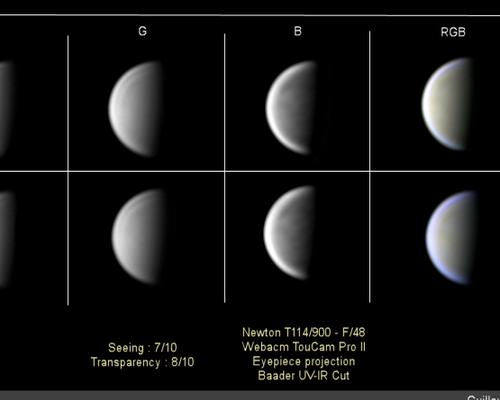 G
B
RGB
Seeing : 7/10
Transparency : 8/10
Newton T114/900 - F/48
Webacm TouCam Pro II
Eyepiece projection
Baader UV-IR Cut